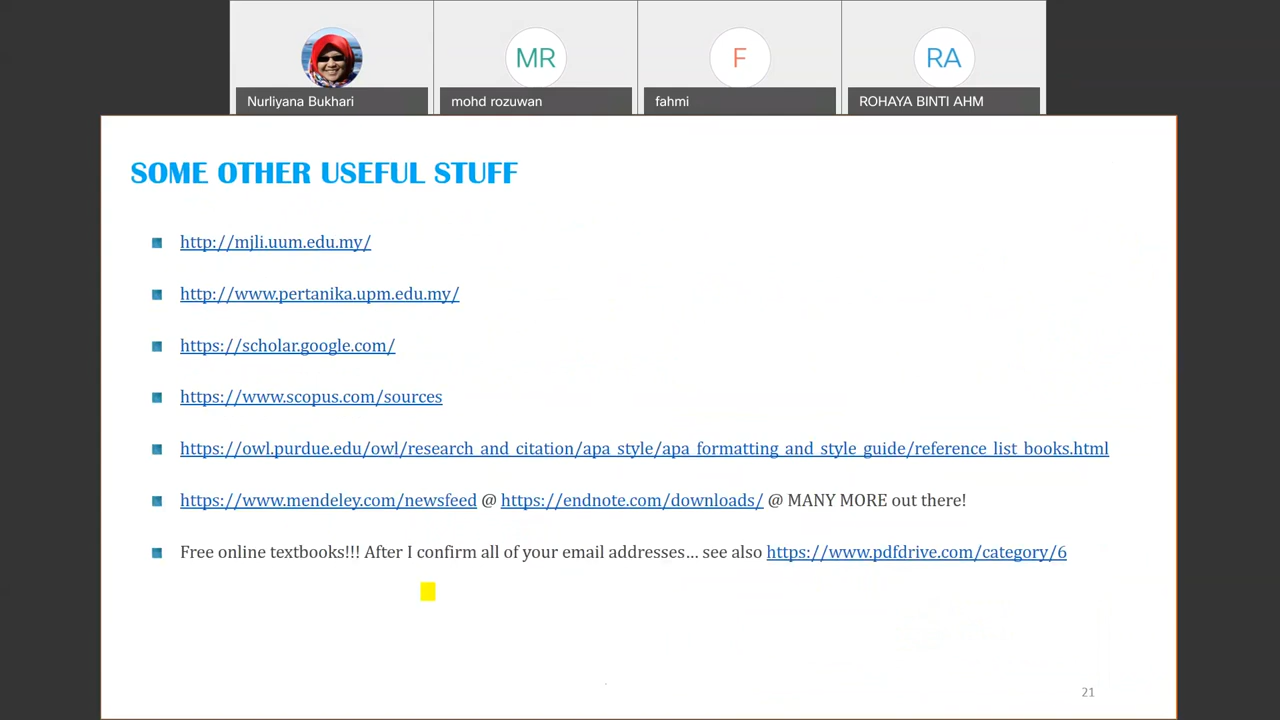 Nurliyana Bukhari
MR
mohd rozuwan
F
fahmi
RA
ROHAYA BINTI AHM
SOME OTHER USEFUL STUFF
http://mjli.uum.edu.my/
http://www.pertanika.upm.edu.my/
https://scholar.google.com/
https://www.scopus.com/sources
https://owl.purdue.edu/owl/research_and_citation/apa_style/apa_formatting_and_style_guide/reference_list_books.html
https://www.mendeley.com/newsfeed @ https://endnote.com/downloads/ @ MANY MORE out there!
Free online textbooks!!! After I confirm all of your email addresses... see also https://www.pdfdrive.com/category/6
21